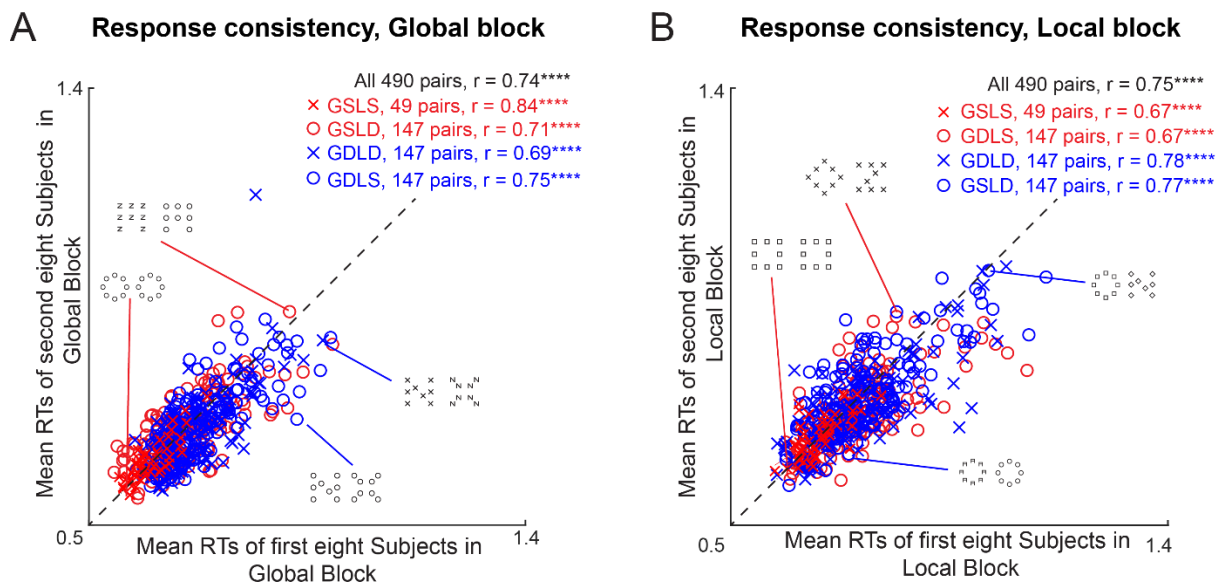 A
Response consistency, Global block
1.4
All 490 pairs, r = 0.74****
× GSLS, 49 pairs, r = 0.84****
○ GSLD, 147 pairs, r = 0.71****
× GDLD, 147 pairs, r = 0.69****
○ GDLS, 147 pairs, r = 0.75****
Mean RTs of second eight Subjects in
Global Block
0.5
Mean RTs of first eight Subjects in
Global Block
1.4
B
Response consistency, Local block
1.4
All 490 pairs, r = 0.75****
× GSLS, 49 pairs, r = 0.67****
○ GDLS, 147 pairs, r = 0.67****
× GDLD, 147 pairs, r = 0.78****
○ GSLD, 147 pairs, r = 0.77****
Mean RTs of second eight Subjects in
Local Block
0.5
Mean RTs of first eight Subjects in
Local Block
1.4